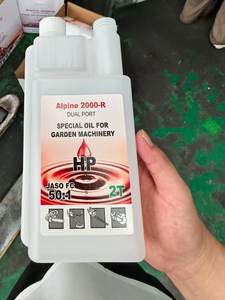 Alpine 2000-R
DUAL PORT
SPECIAL OIL FOR
GARDEN MACHINERY
HP
JASO FC
50:1
2T